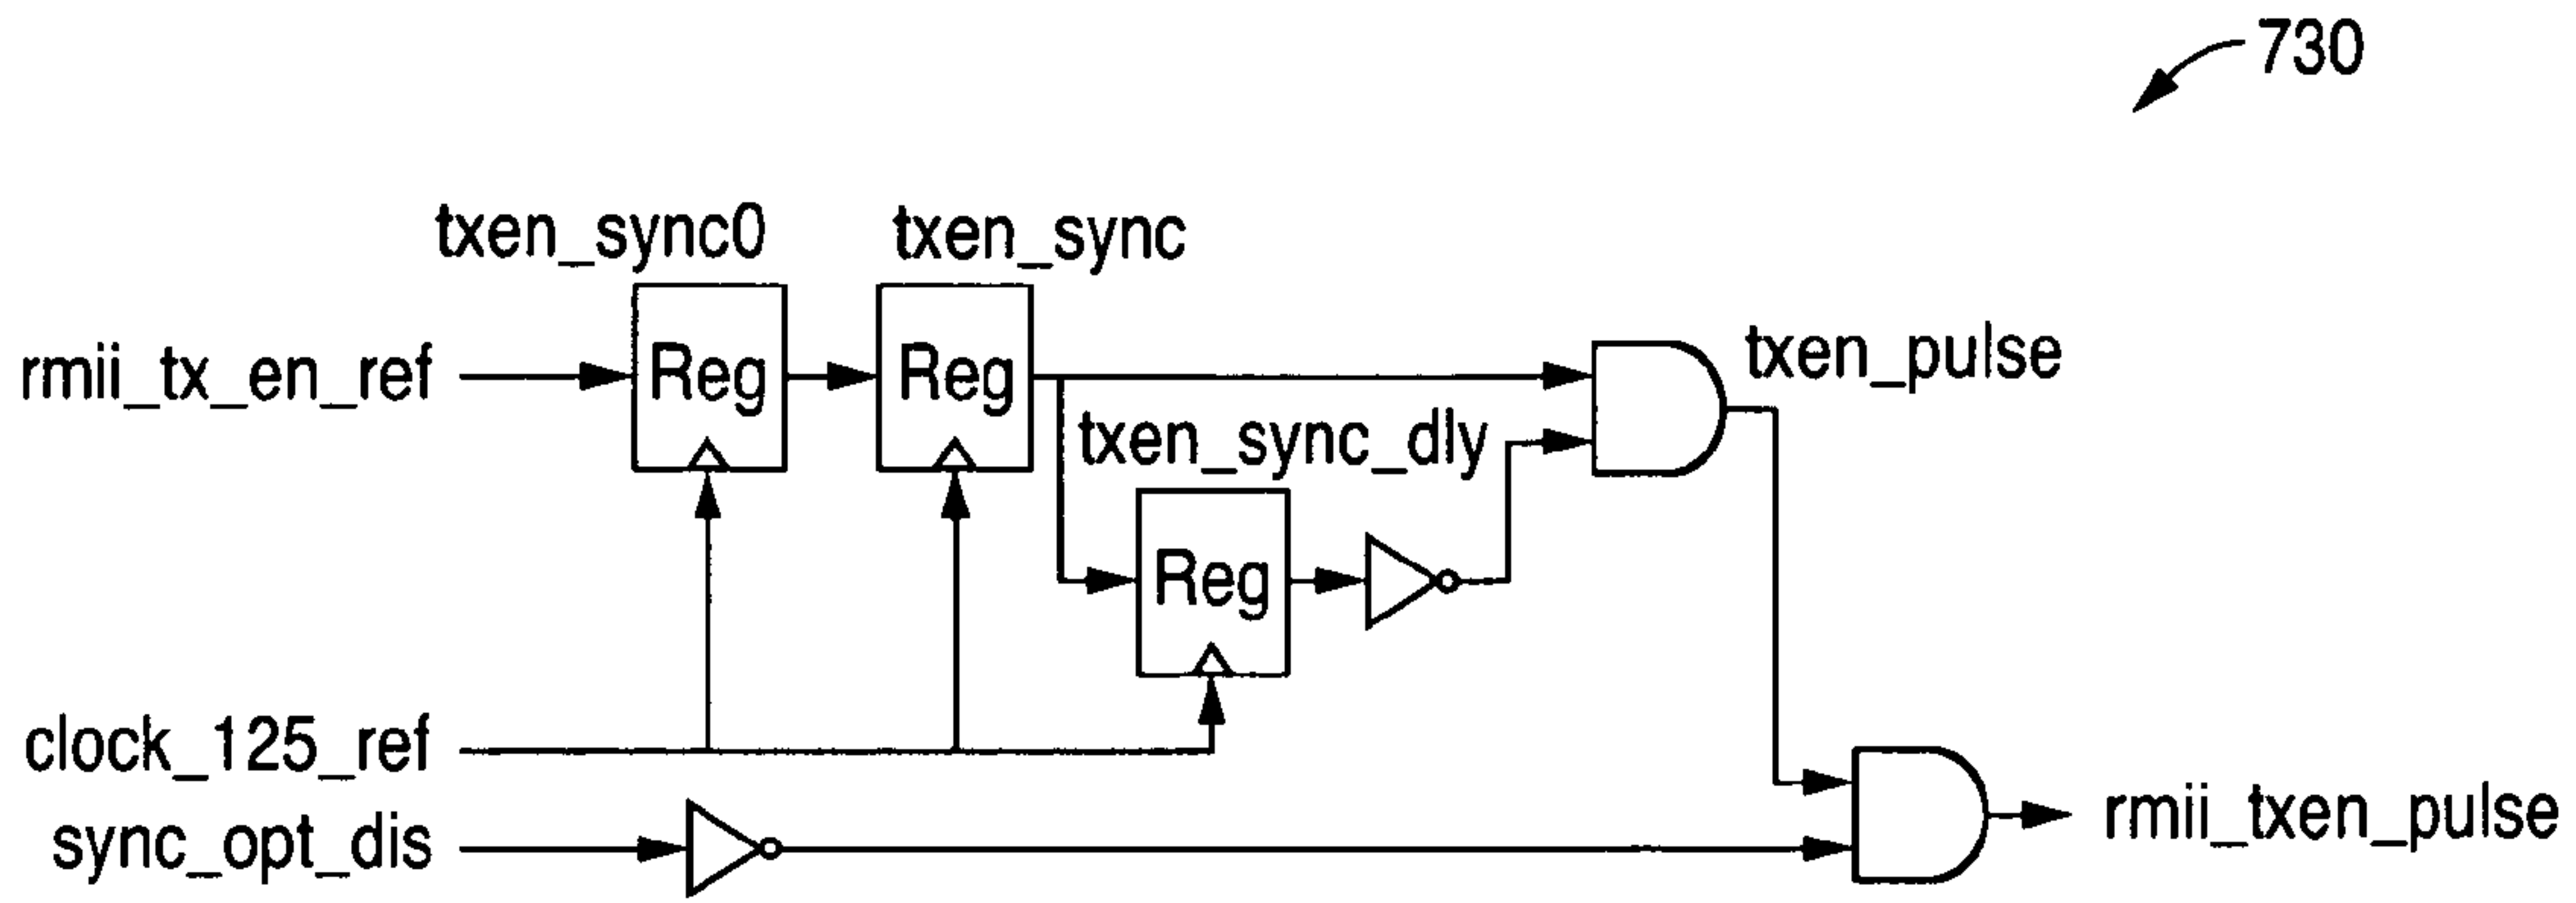 730
txen_sync0
txen_sync
rmii_tx_en_ref
Reg
Reg
txen_pulse
txen_sync_dly
Reg
clock_125_ref
sync_opt_dis
rmii_txen_pulse